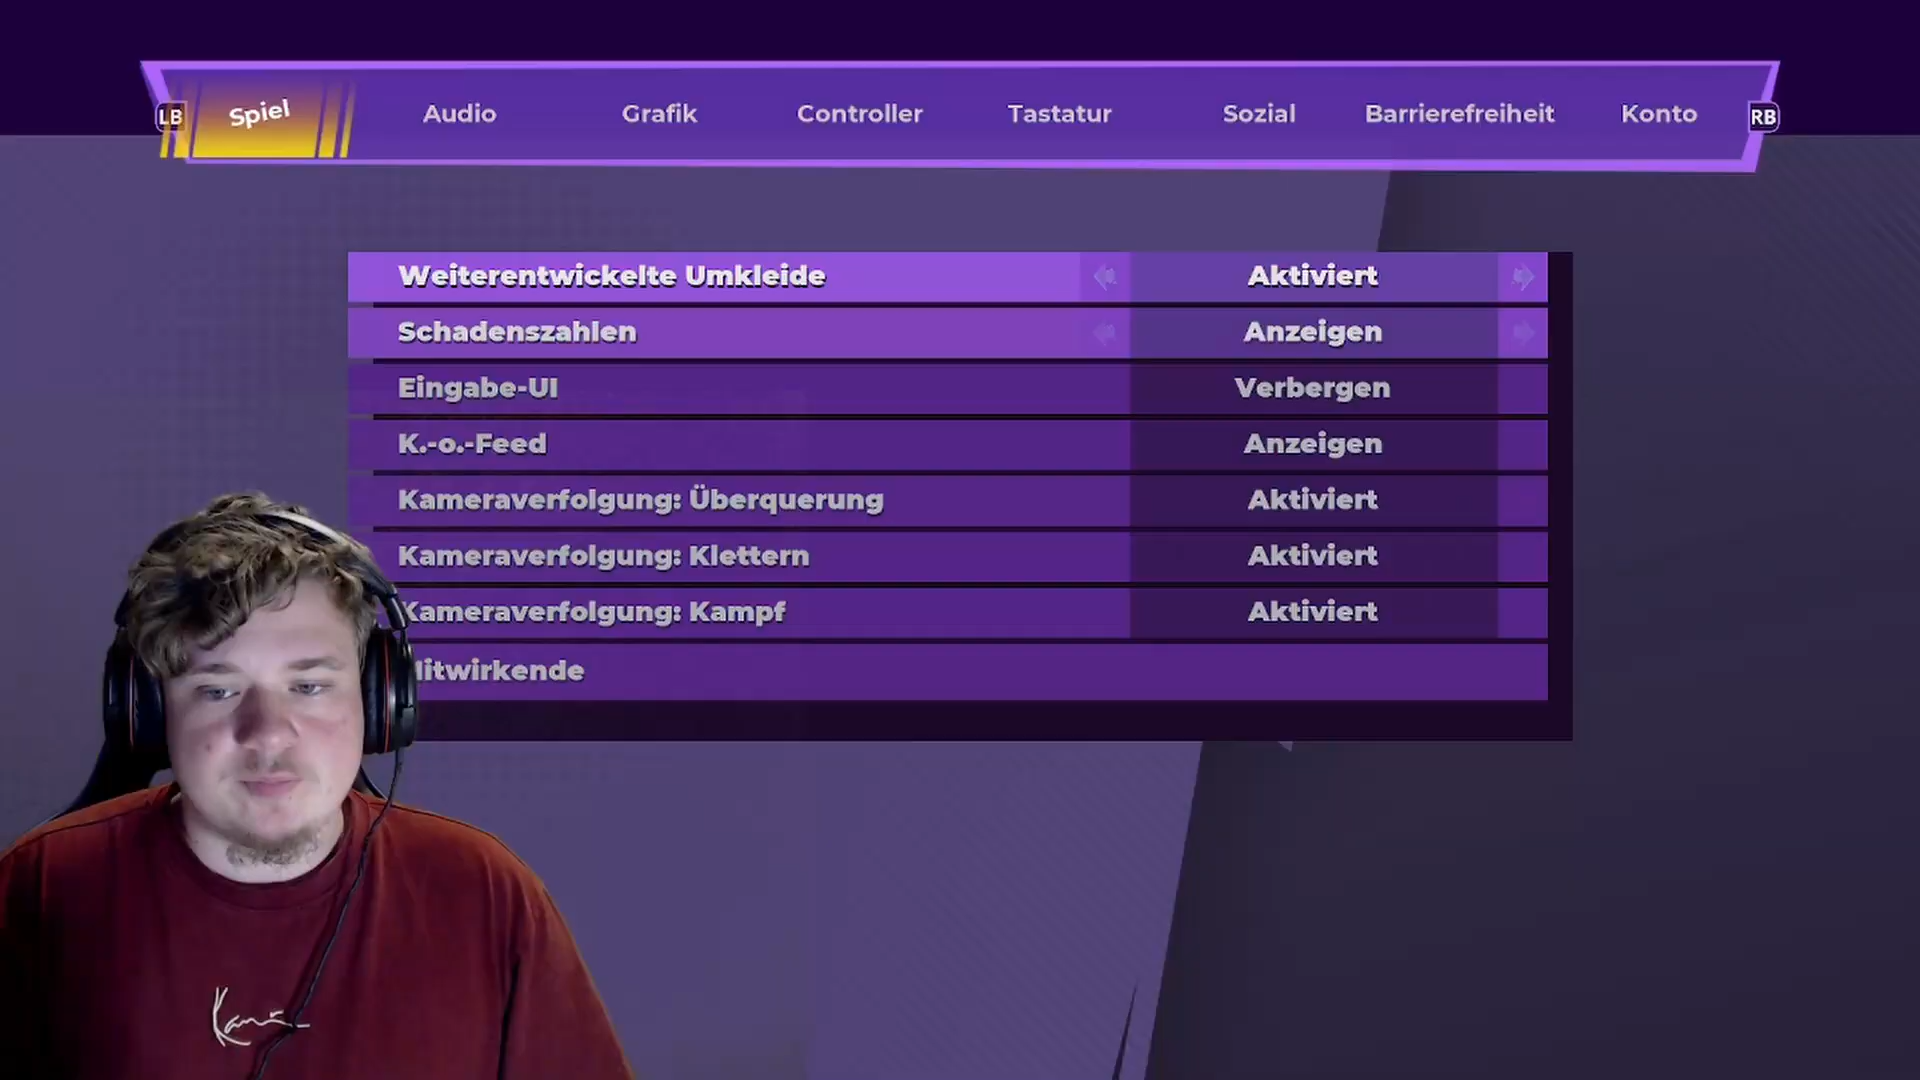 LB Spiel Audio Grafik Controller Tastatur Sozial Barrierefreiheit Konto RB
Weiterentwickelte Umkleide Aktiviert
Schadenszahlen Anzeigen
Eingabe-UI Verbergen
K.-o.-Feed Anzeigen
Kameraverfolgung: Überquerung Aktiviert
Kameraverfolgung: Klettern Aktiviert
Kameraverfolgung: Kampf Aktiviert
Mitwirkende